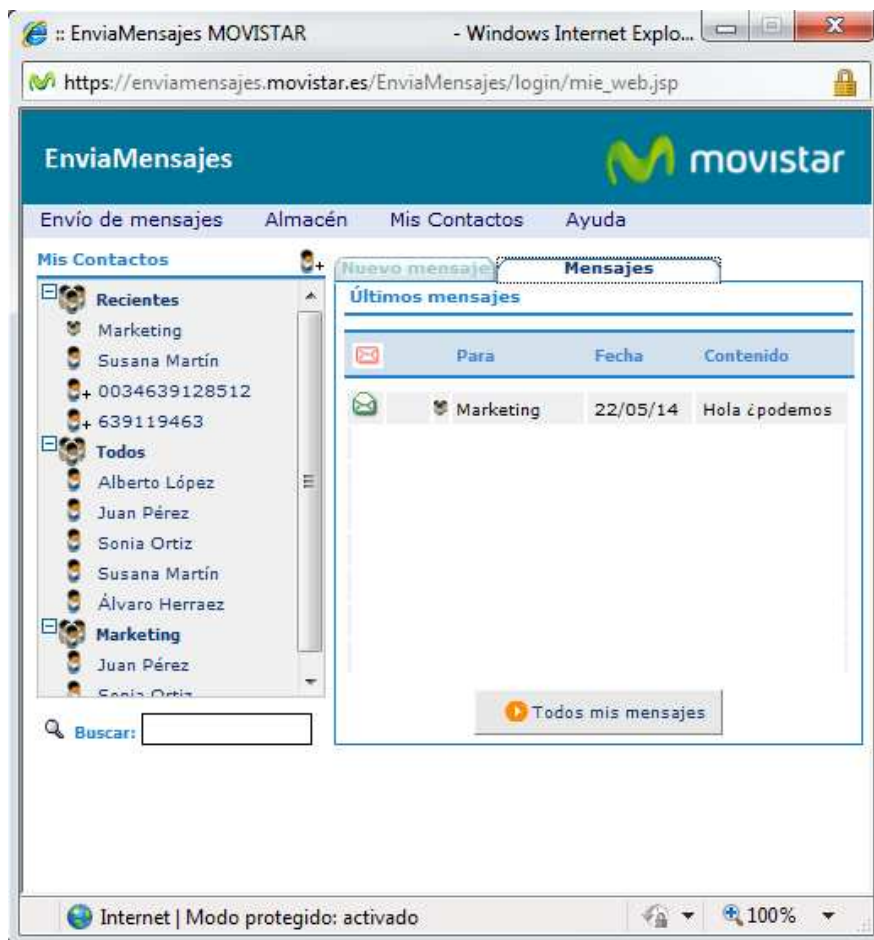 :: EnviaMensajes MOVISTAR - Windows Internet Explo...
https://enviamensajes.movistar.es/EnviaMensajes/login/mie_web.jsp
EnviaMensajes movistar
Envío de mensajes Almacén Mis Contactos Ayuda
Mis Contactos
Recientes
Marketing
Susana Martín
0034639128512
639119463
Todos
Alberto López
Juan Pérez
Sonia Ortiz
Susana Martín
Álvaro Herraez
Marketing
Juan Pérez
Sonia Ortiz
Buscar:
Nuevo mensaje Mensajes
Últimos mensajes
Para Fecha Contenido
Marketing 22/05/14 Hola ¿podemos
Todos mis mensajes
Internet | Modo protegido: activado 100%